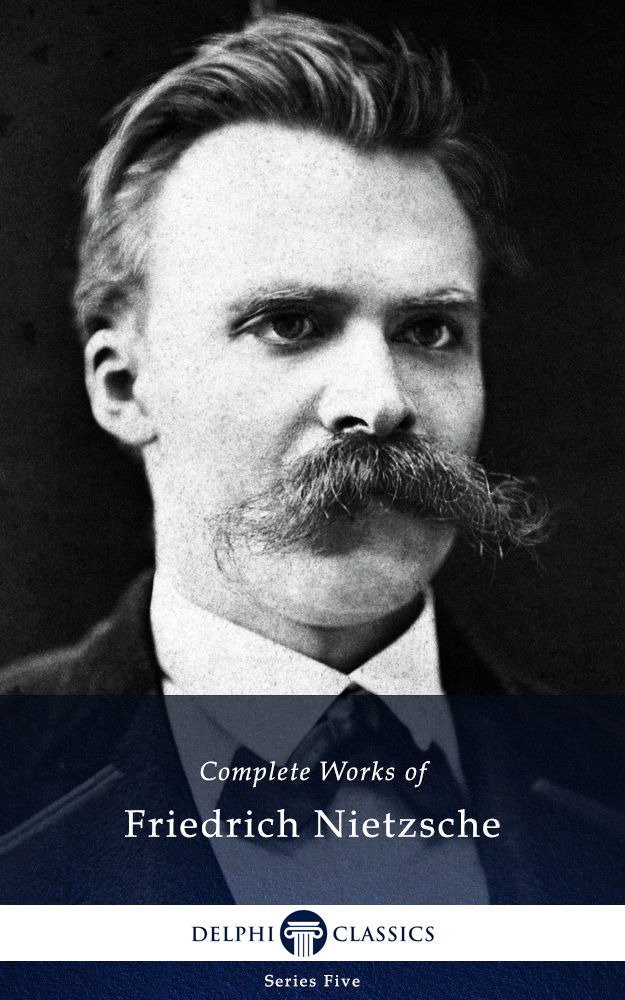 Complete Works of
Friedrich Nietzsche
DELPHI CLASSICS
Series Five